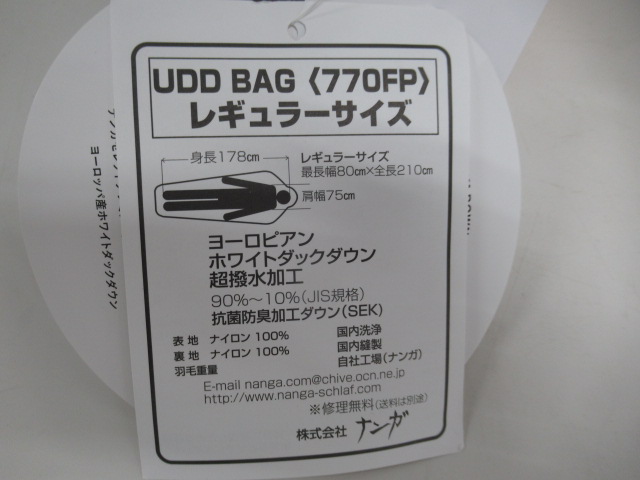 UDD BAG〈770FP〉
レギュラーサイズ
身長178㎝
レギュラーサイズ
最長幅80㎝×全長210㎝
肩幅75㎝
ヨーロピアン
ホワイトダックダウン
超撥水加工
90%~10%(JIS規格)
抗菌防臭加工ダウン(SEK)
表地 ナイロン 100%
裏地 ナイロン 100%
羽毛重量
国内洗浄
国内縫製
自社工場(ナンガ)
E-mail nanga.com@chive.ocn.ne.jp
http://www.nanga-schlaf.com
※修理無料(送料は別途)
株式会社 ナンガ
ヨーロッパ産ホワイトダックダウン